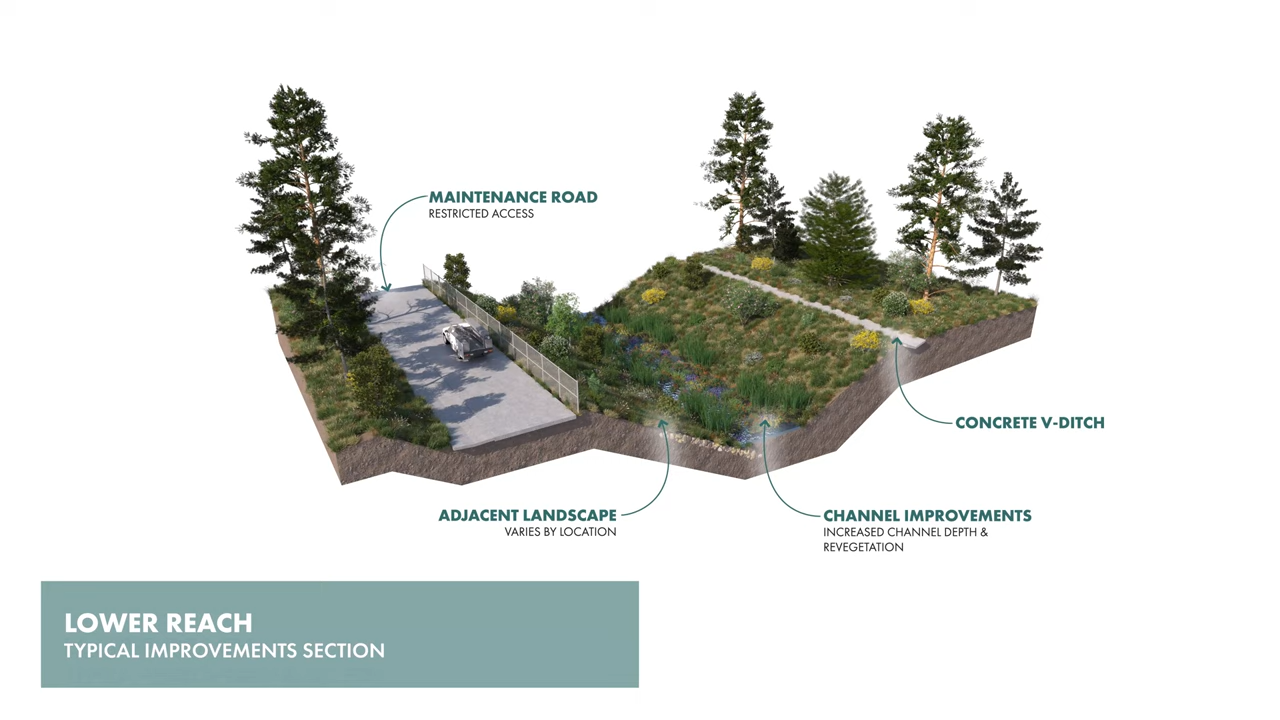 MAINTENANCE ROAD
RESTRICTED ACCESS
CONCRETE V-DITCH
ADJACENT LANDSCAPE
VARIES BY LOCATION
CHANNEL IMPROVEMENTS
INCREASED CHANNEL DEPTH &
REVEGETATION
LOWER REACH
TYPICAL IMPROVEMENTS SECTION